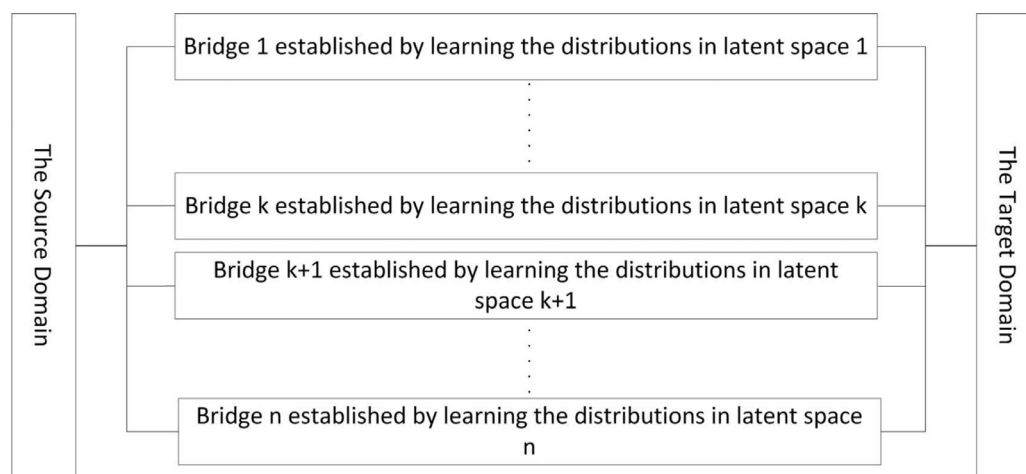 The Source Domain
Bridge 1 established by learning the distributions in latent space 1
Bridge k established by learning the distributions in latent space k
Bridge k+1 established by learning the distributions in latent
space k+1
Bridge n established by learning the distributions in latent space
n
The Target Domain